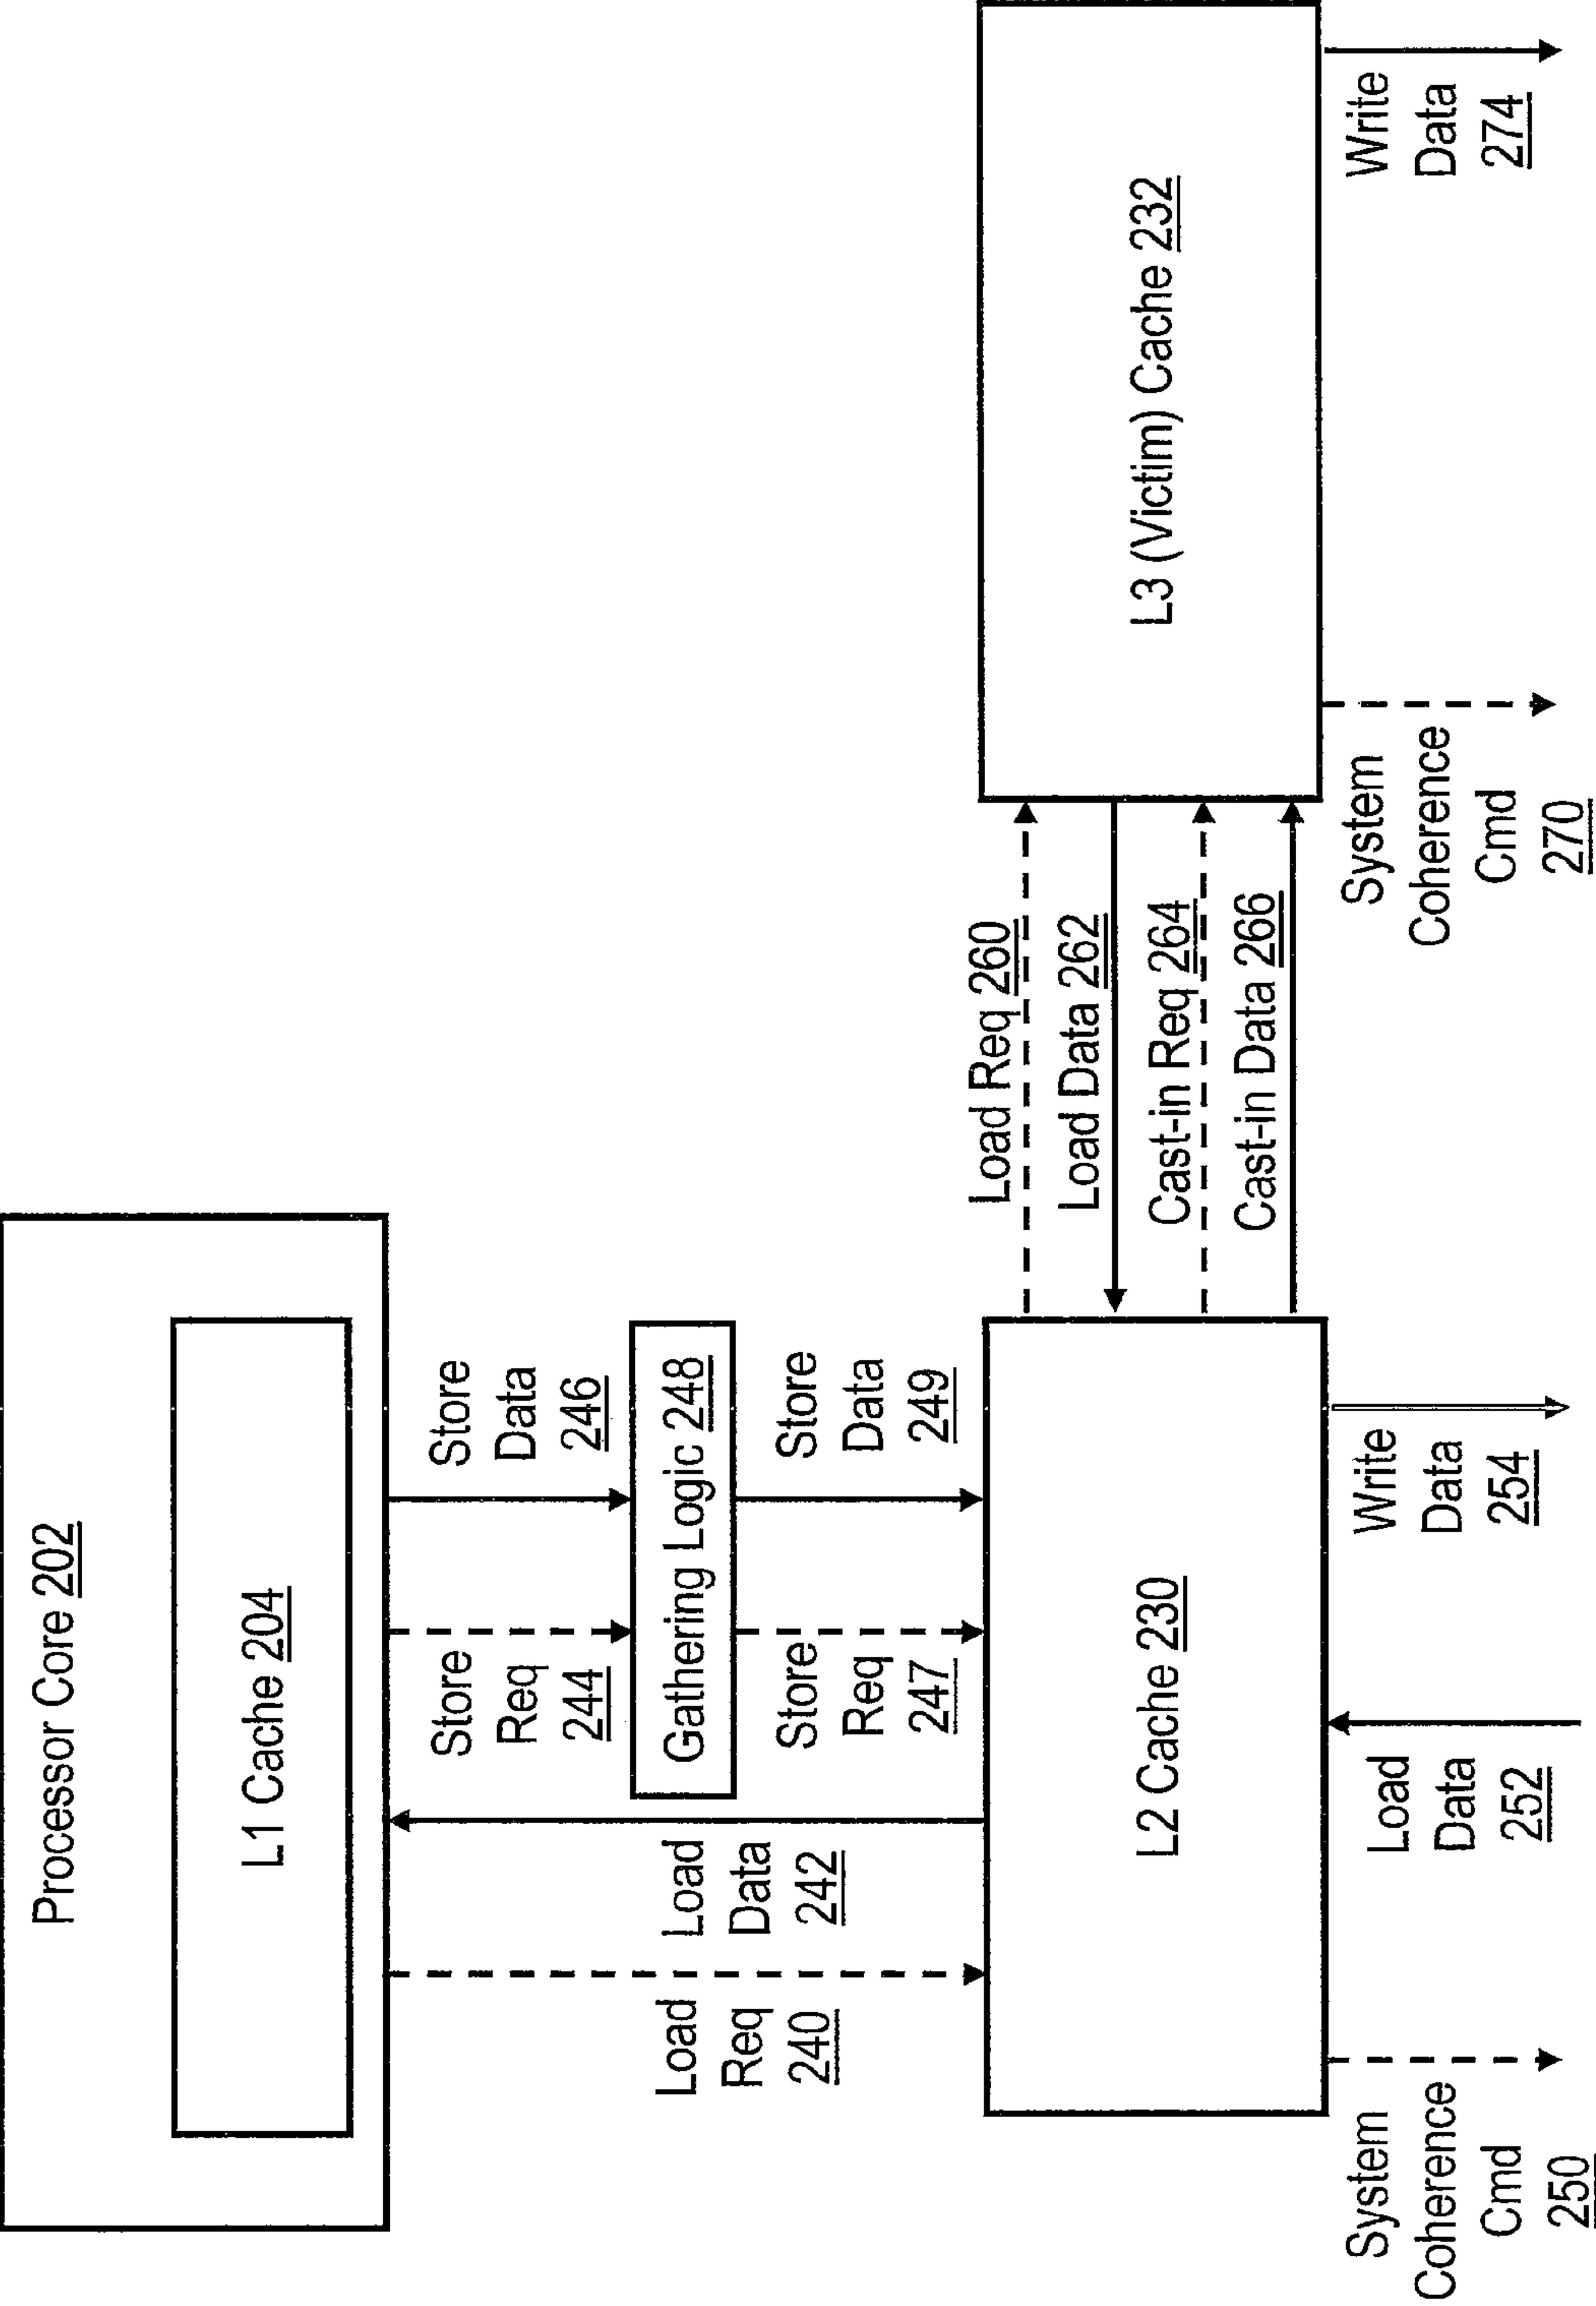 Processor Core 202
L1 Cache 204
Load
Req
240
Load
Data
242
Store
Req
244
Store
Data
246
Gathering Logic 248
Store
Req
247
Store
Data
249
L2 Cache 230
Load Req 260
Load Data 262
Cast-in Req 264
Cast-in Data 266
L3 (Victim) Cache 232
System
Coherence
Cmd
250
Load
Data
252
Write
Data
254
System
Coherence
Cmd
270
Write
Data
274